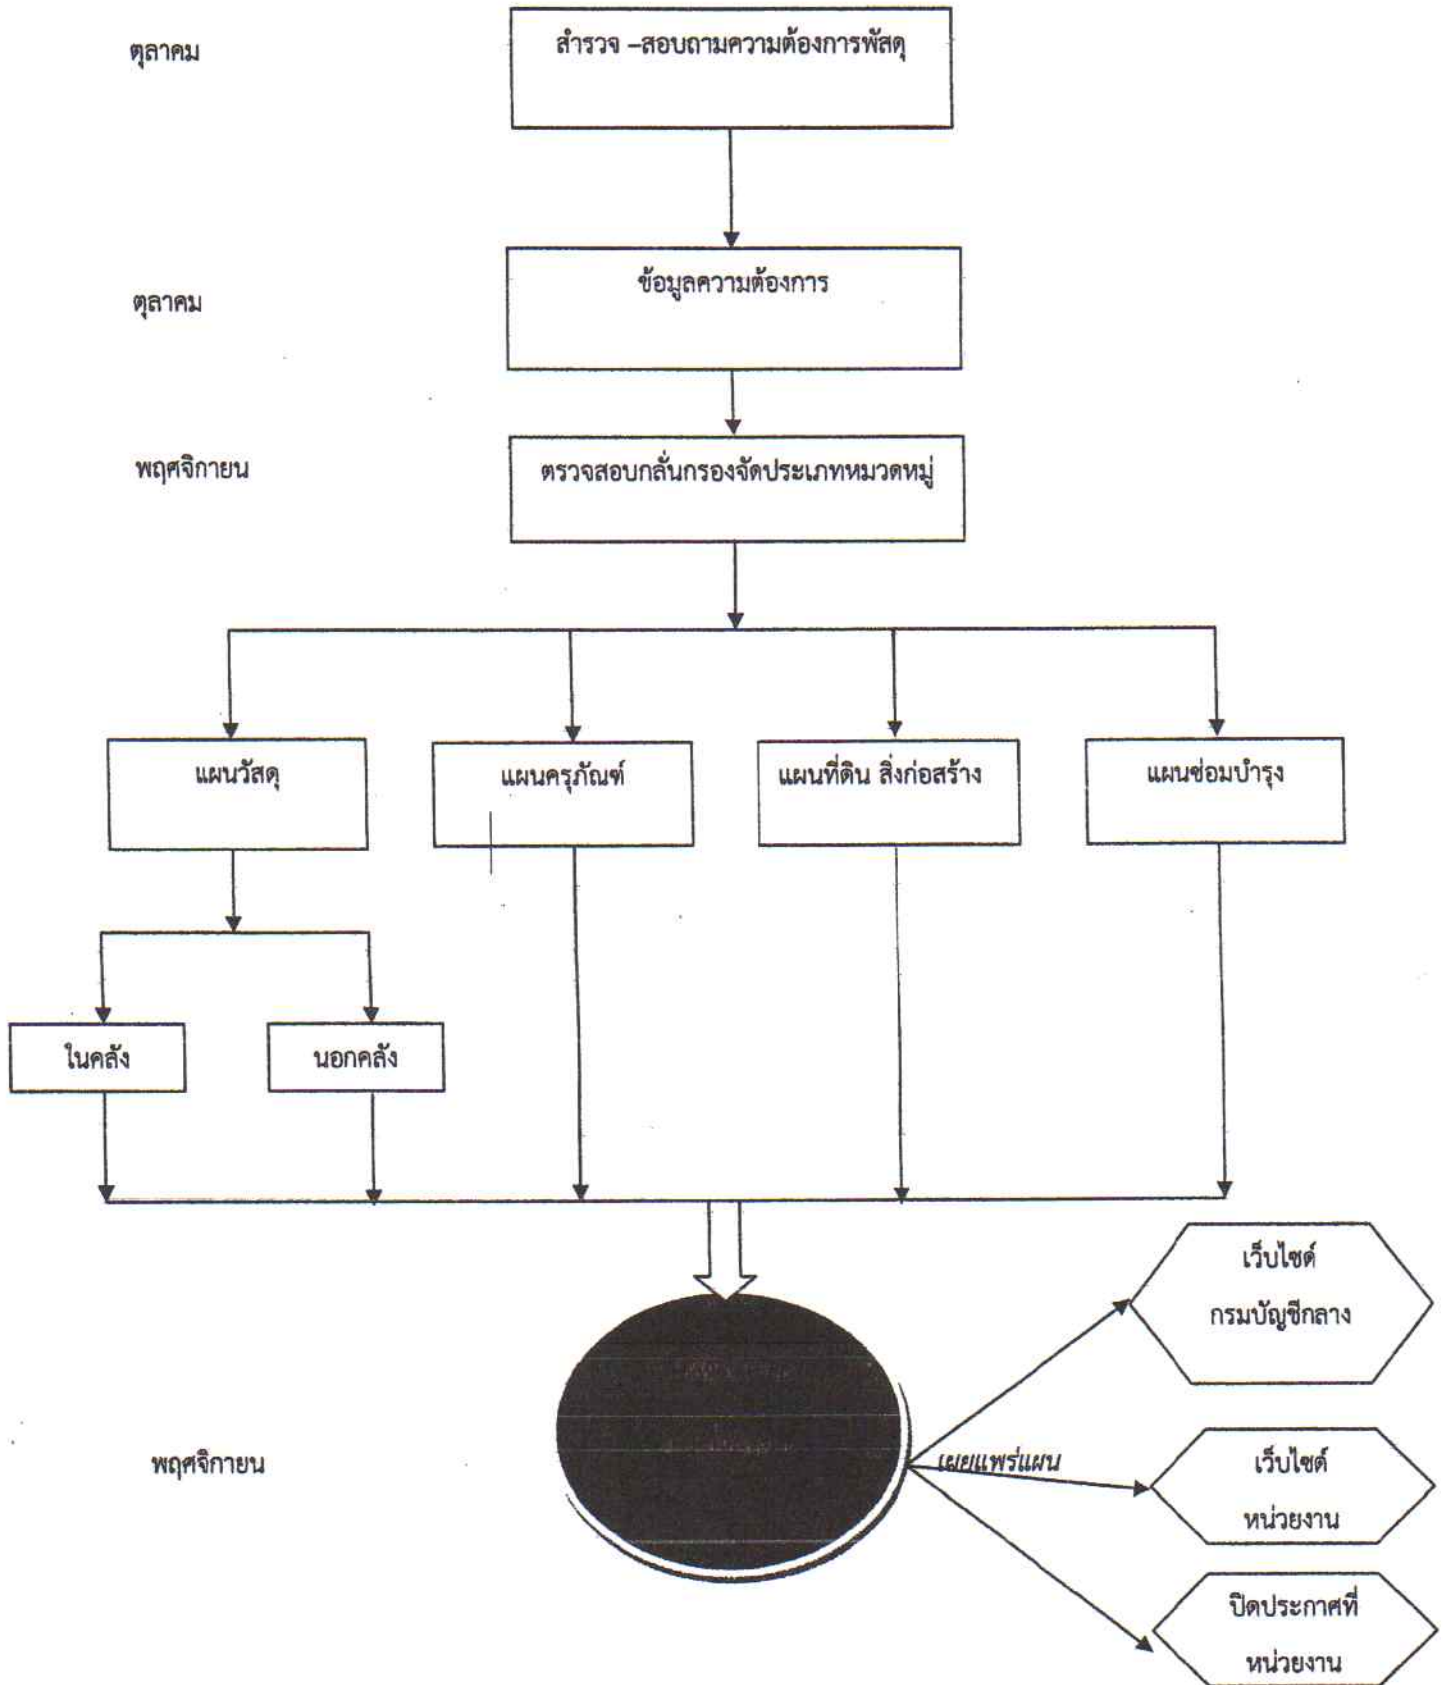 ตุลาคม
สำรวจ –สอบถามความต้องการพัสดุ
ตุลาคม
ข้อมูลความต้องการ
พฤศจิกายน
ตรวจสอบกลั่นกรองจัดประเภทหมวดหมู่
แผนวัสดุ
แผนครุภัณฑ์
แผนที่ดิน สิ่งก่อสร้าง
แผนซ่อมบำรุง
ในคลัง
นอกคลัง
พฤศจิกายน
เผยแพร่แผน
เว็บไซด์
กรมบัญชีกลาง
เว็บไซด์
หน่วยงาน
ปิดประกาศที่
หน่วยงาน